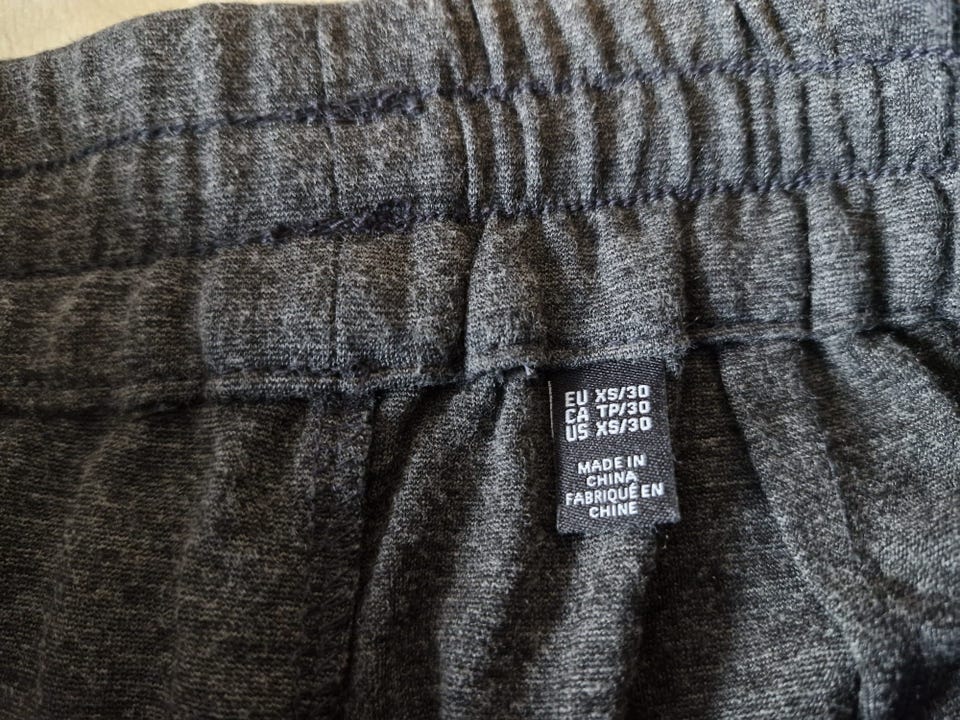 EU XS/30
CA TP/30
US XS/30
MADE IN
CHINA
FABRIQUÉ EN
CHINE